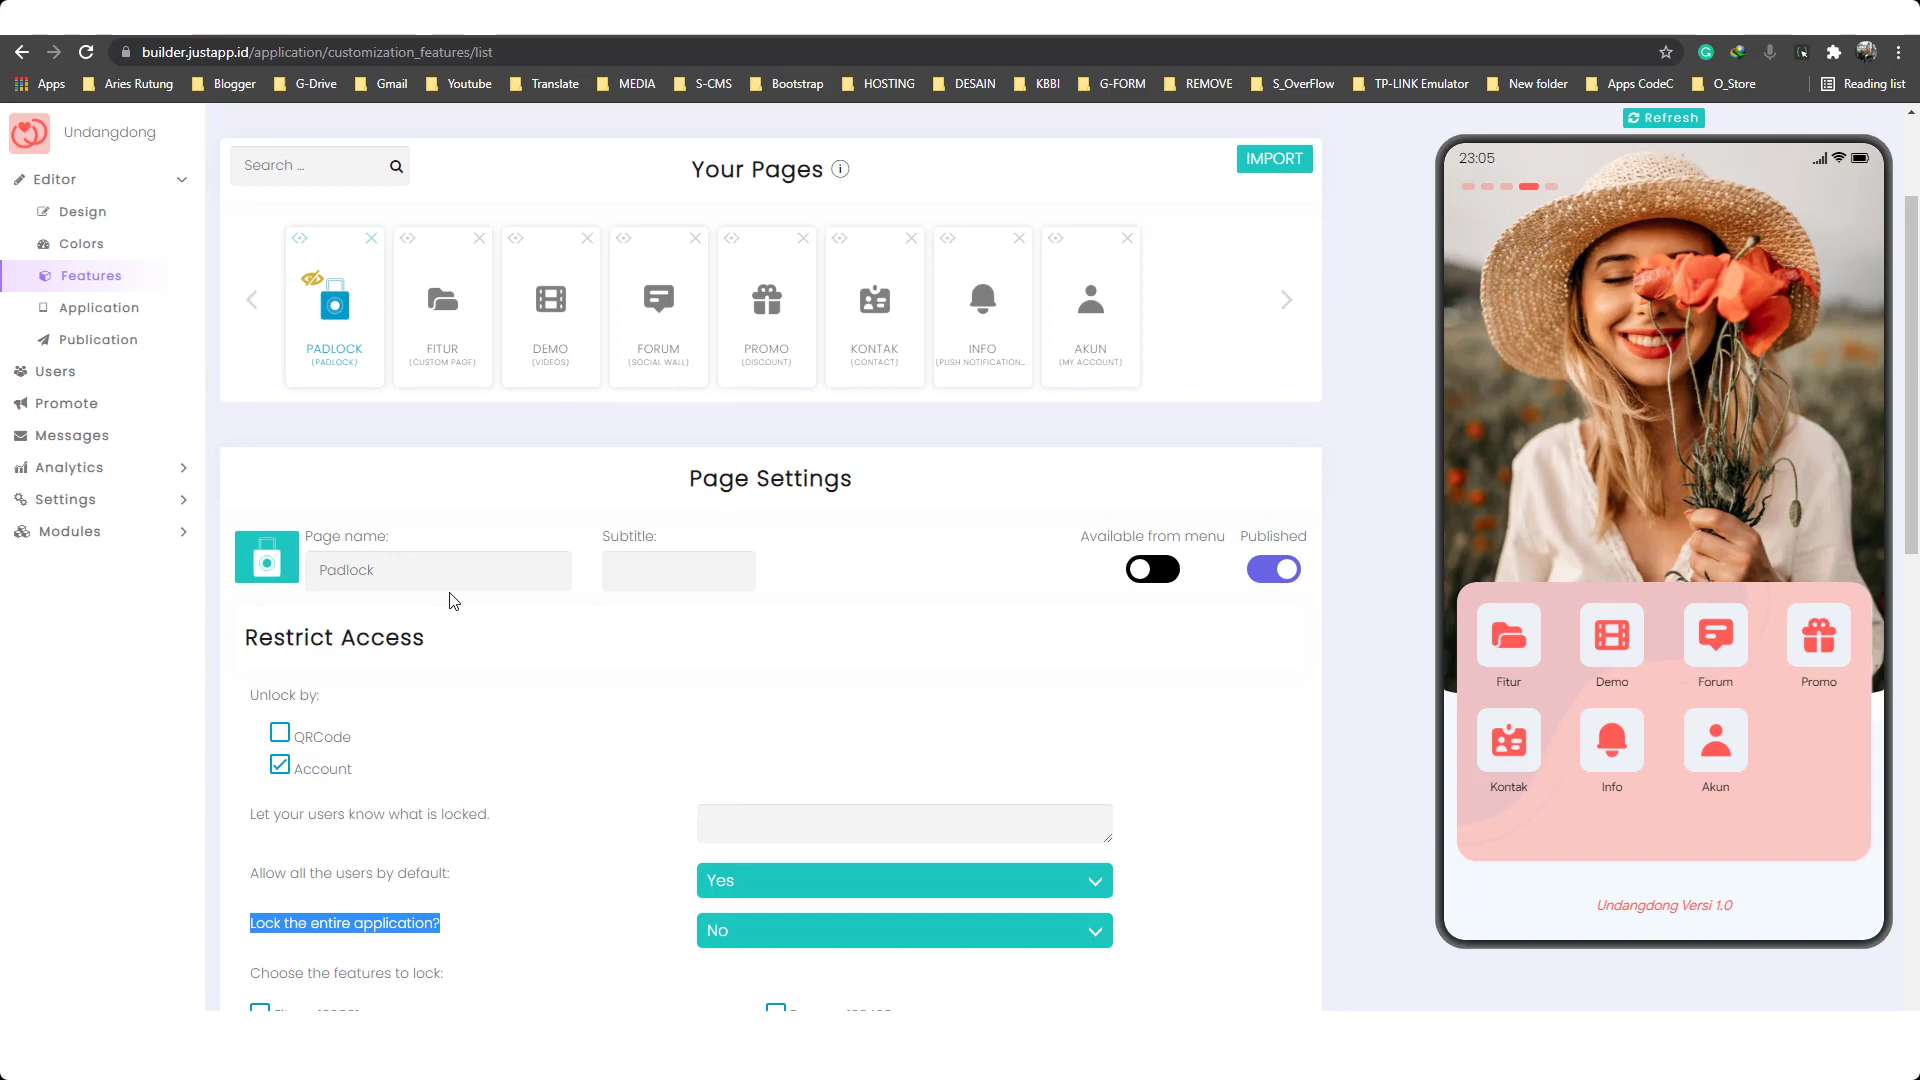 builder.justapp.id/application/customization_features/list
Apps
Aries Rutung
Blogger
G-Drive
Gmail
Youtube
Translate
MEDIA
S-CMS
Bootstrap
HOSTING
DESAIN
KBBI
G-FORM
REMOVE
S_OverFlow
TP-LINK Emulator
New folder
Apps CodeC
O_Store
Reading list
Undangdong
Editor
Design
Colors
Features
Application
Publication
Users
Promote
Messages
Analytics
Settings
Modules
Search ...
Your Pages
IMPORT
PADLOCK
(PADLOCK)
FITUR
(CUSTOM PAGE)
DEMO
(VIDEOS)
FORUM
(SOCIAL WALL)
PROMO
(DISCOUNT)
KONTAK
(CONTACT)
INFO
(PUSH NOTIFICATION...
AKUN
(MY ACCOUNT)
Page Settings
Page name:
Padlock
Subtitle:
Available from menu
Published
Restrict Access
Unlock by:
QRCode
Account
Let your users know what is locked.
Allow all the users by default:
Yes
Lock the entire application?
No
Choose the features to lock:
Refresh
23:05
Fitur
Demo
Forum
Promo
Kontak
Info
Akun
Undangdong Versi 1.0